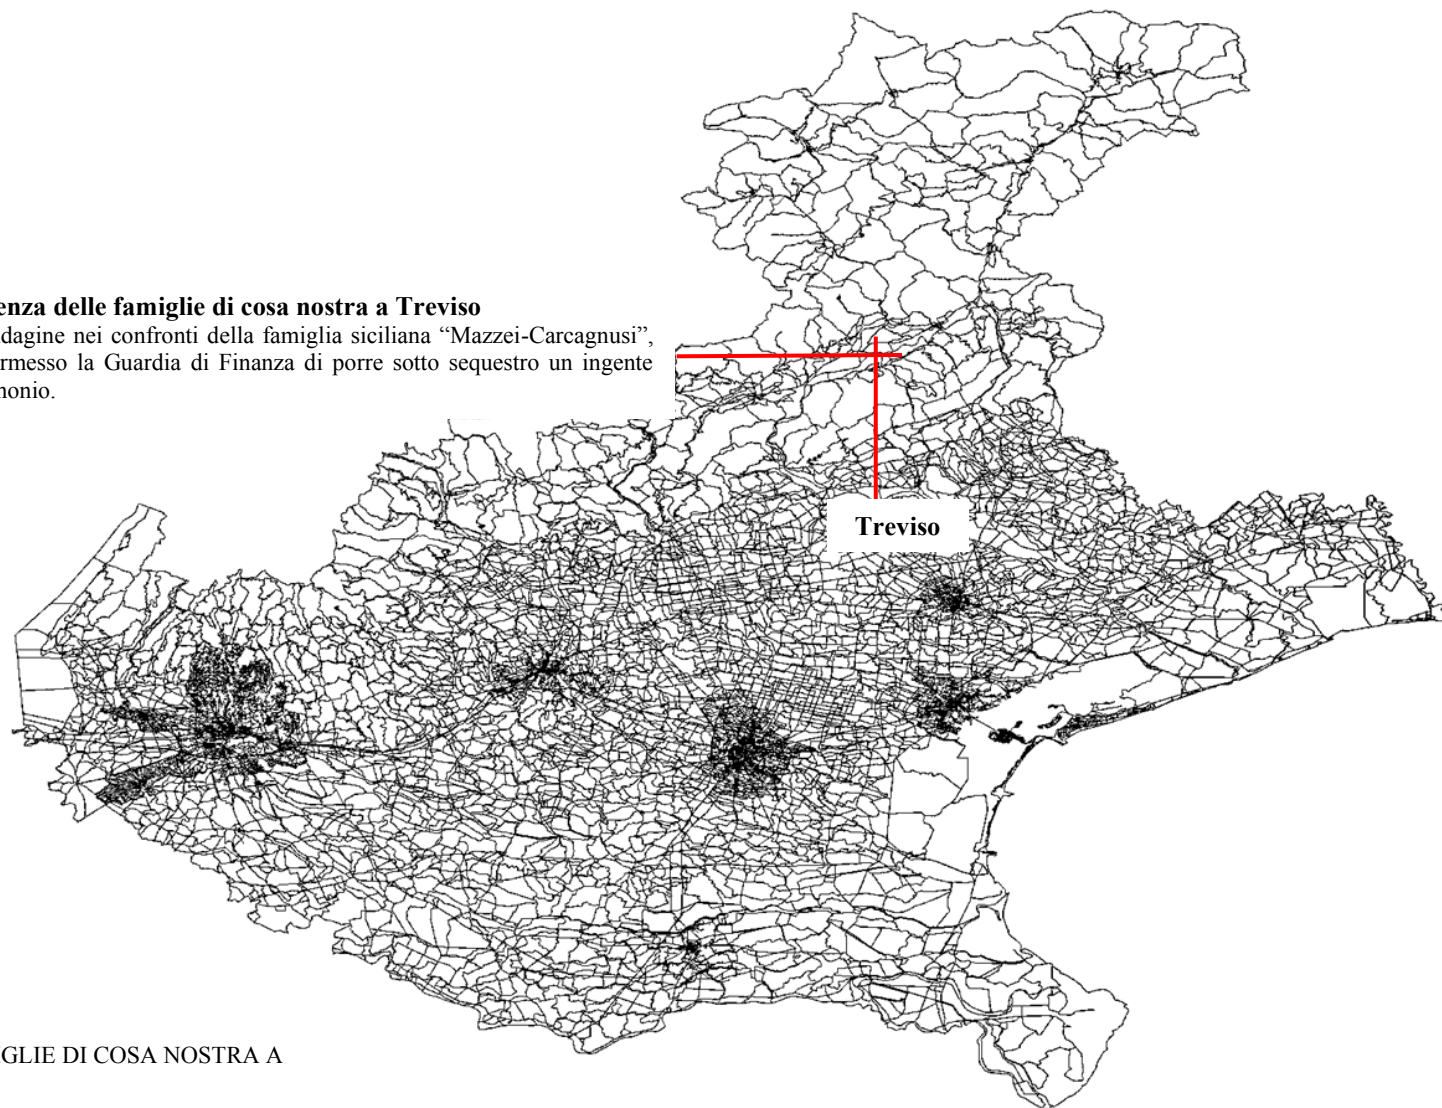 enza delle famiglie di cosa nostra a Treviso
dagine nei confronti della famiglia siciliana “Mazzei-Carcagnusi”,
rmesso la Guardia di Finanza di porre sotto sequestro un ingente
nonio.
Treviso
IGLIE DI COSA NOSTRA A